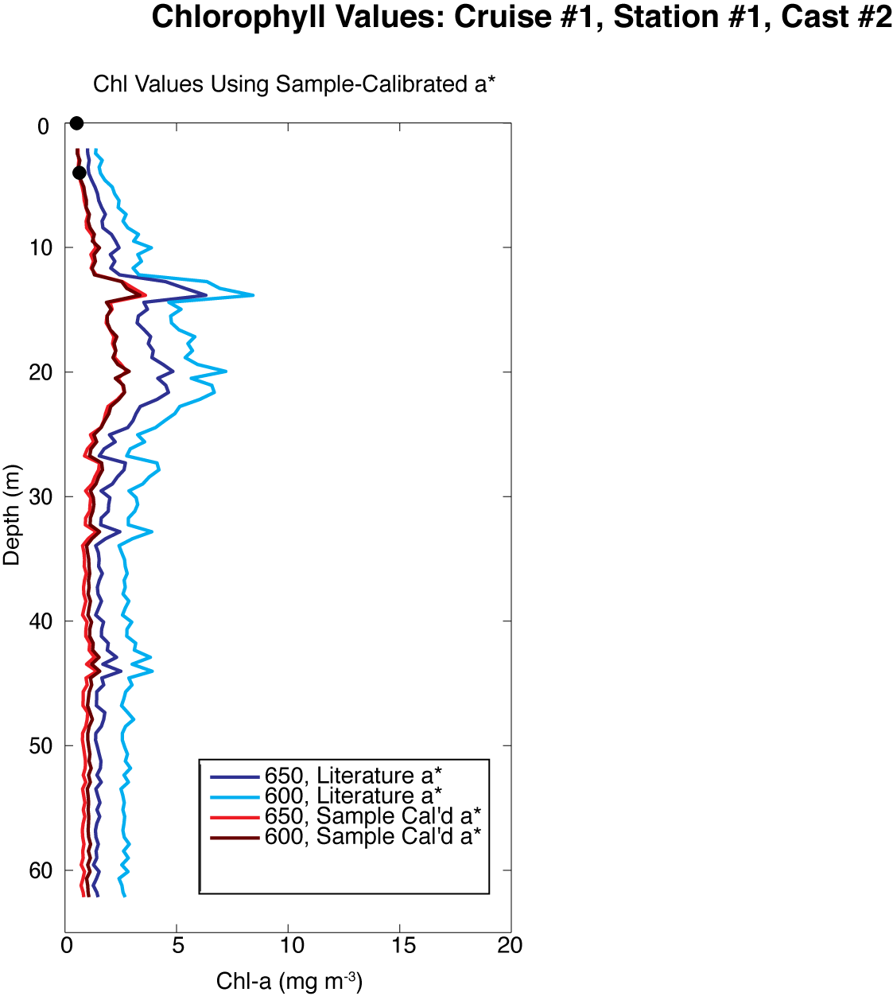 Chlorophyll Values: Cruise #1, Station #1, Cast #2
Chl Values Using Sample-Calibrated a*
0
10
20
30
40
50
60
Depth (m)
650, Literature a*
600, Literature a*
650, Sample Cal'd a*
600, Sample Cal'd a*
0 5 10 15 20
Chl-a (mg m-3)